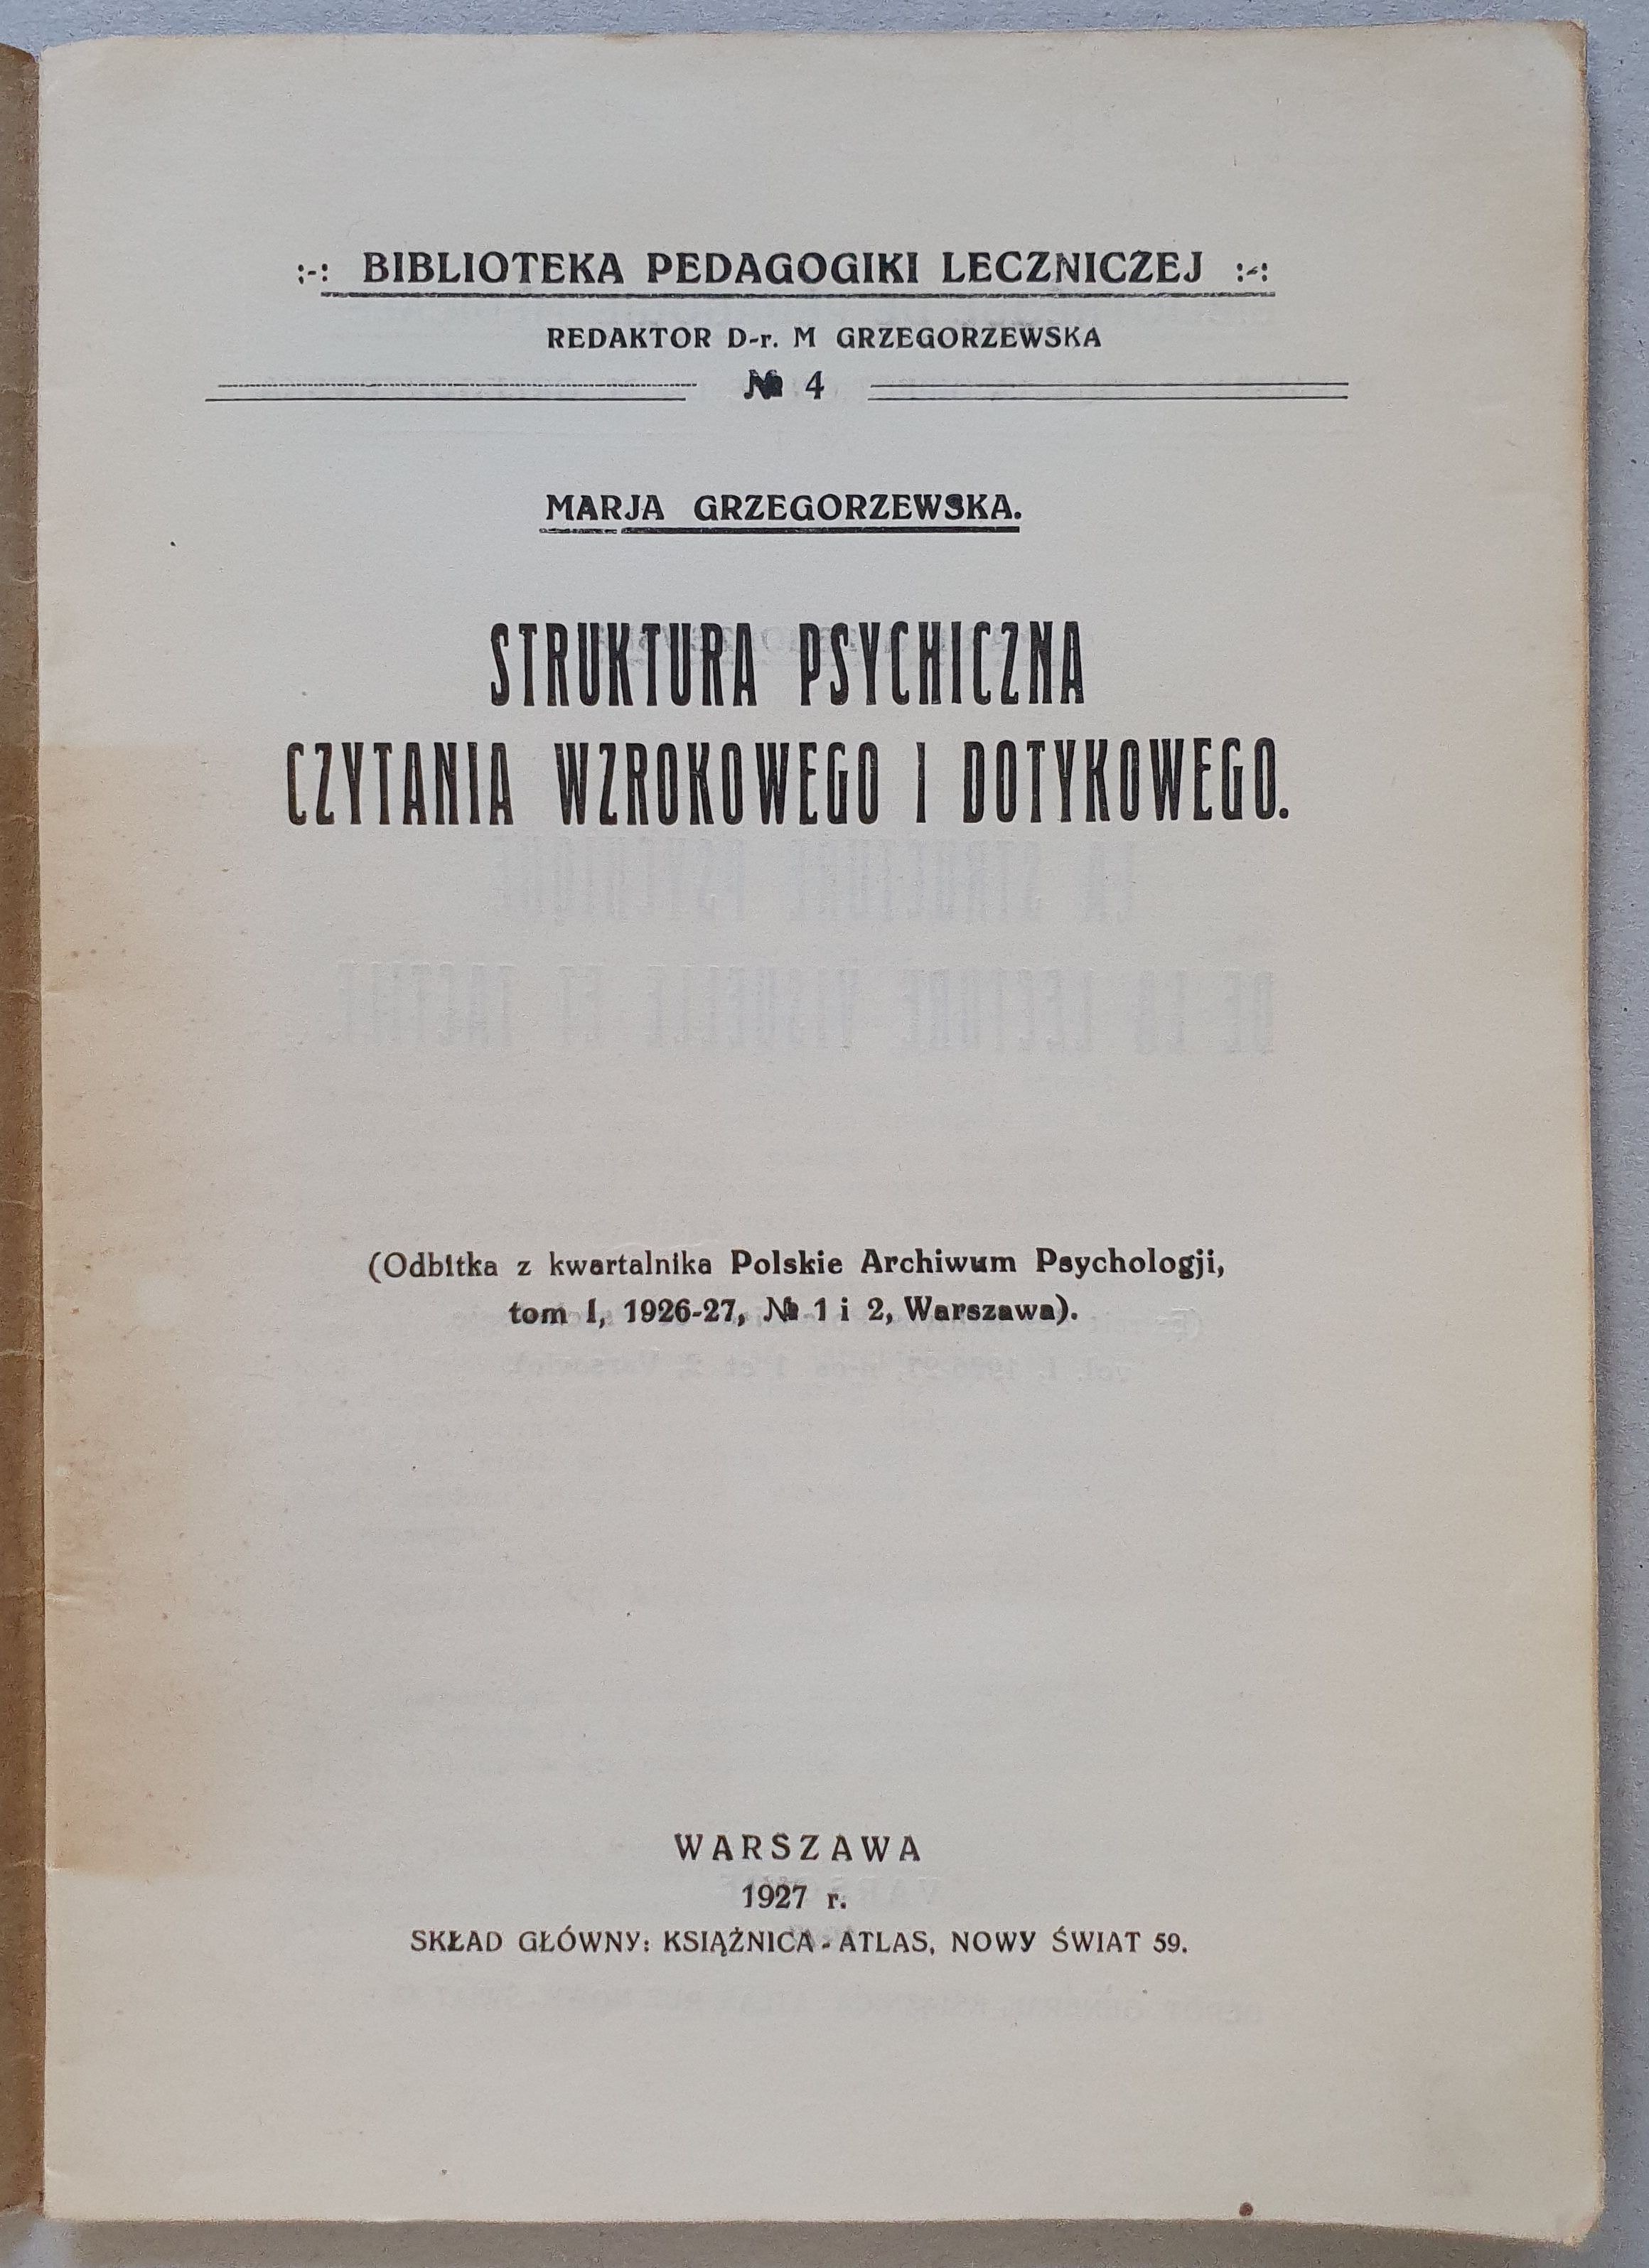 :-: BIBLIOTEKA PEDAGOGIKI LECZNICZEJ :-:
REDAKTOR D-r. M GRZEGORZEWSKA
№ 4
MARJA GRZEGORZEWSKA.
STRUKTURA PSYCHICZNA
CZYTANIA WZROKOWEGO I DOTYKOWEGO.
(Odbitka z kwartalnika Polskie Archiwum Psychologji,
tom I, 1926-27, № 1 i 2, Warszawa).
WARSZAWA
1927 r.
SKŁAD GŁÓWNY: KSIĄŻNICA-ATLAS, NOWY ŚWIAT 59.